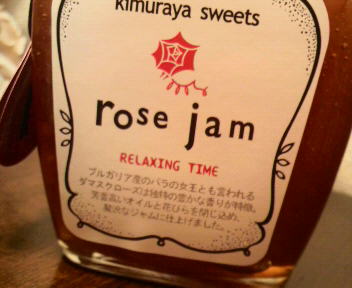 kimuraya sweets
rose jam
RELAXING TIME
ブルガリア産のバラの女王とも言われる
ダマスクローズは独特の豊かな香りが特徴。
芳香高いオイルと花びらを閉じ込め、
贅沢なジャムに仕上げました。